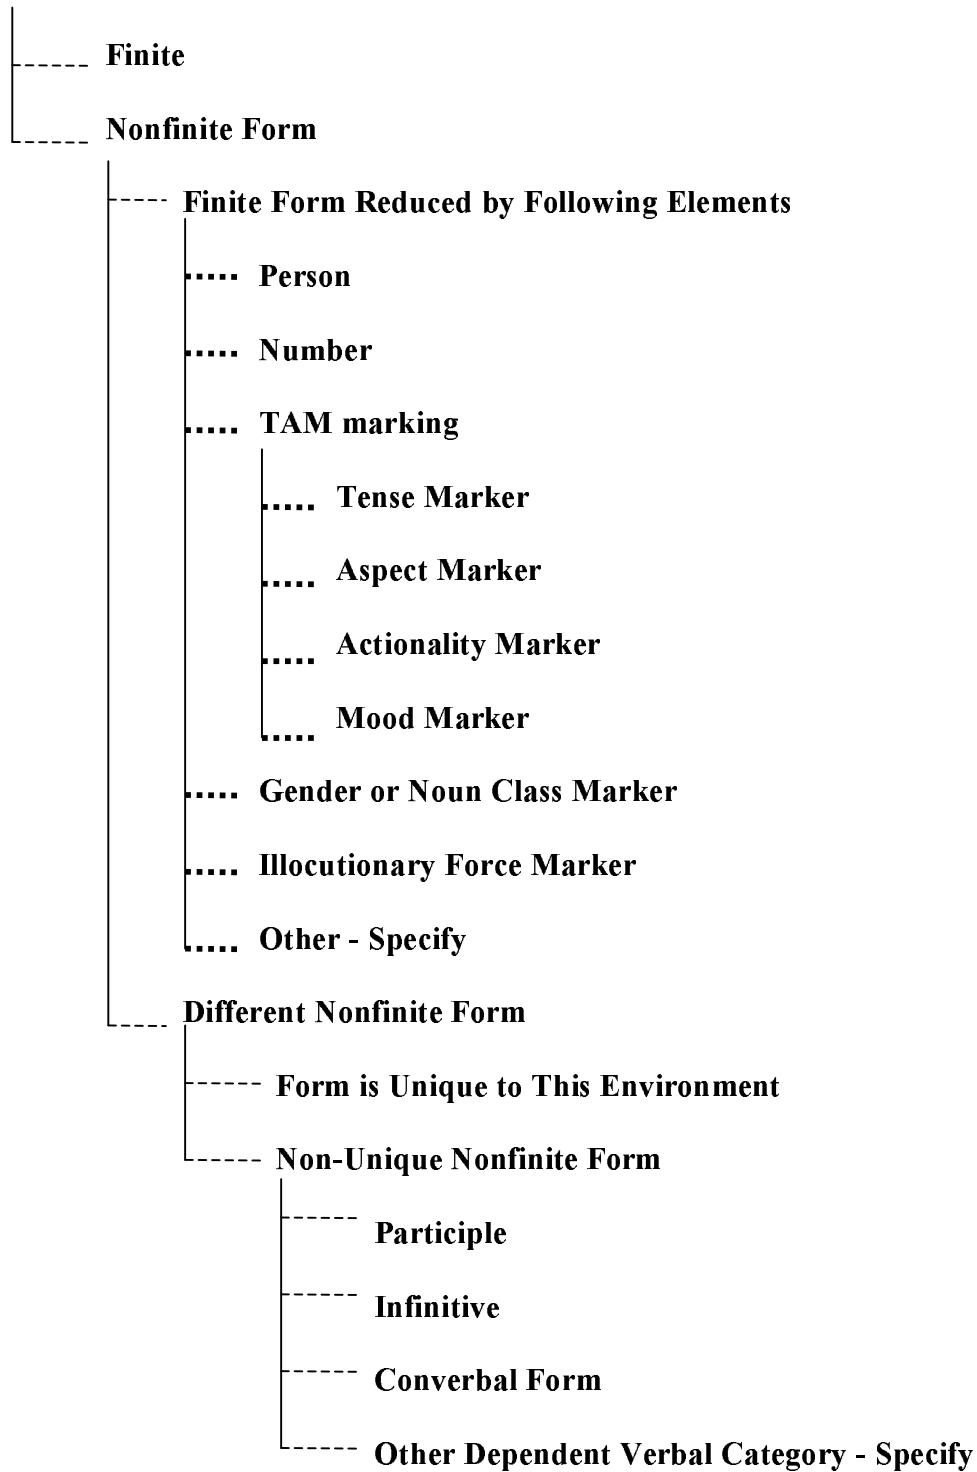 Finite
Nonfinite Form
Finite Form Reduced by Following Elements
Person
Number
TAM marking
Tense Marker
Aspect Marker
Actionality Marker
Mood Marker
Gender or Noun Class Marker
Illocutionary Force Marker
Other - Specify
Different Nonfinite Form
Form is Unique to This Environment
Non-Unique Nonfinite Form
Participle
Infinitive
Converbal Form
Other Dependent Verbal Category - Specify